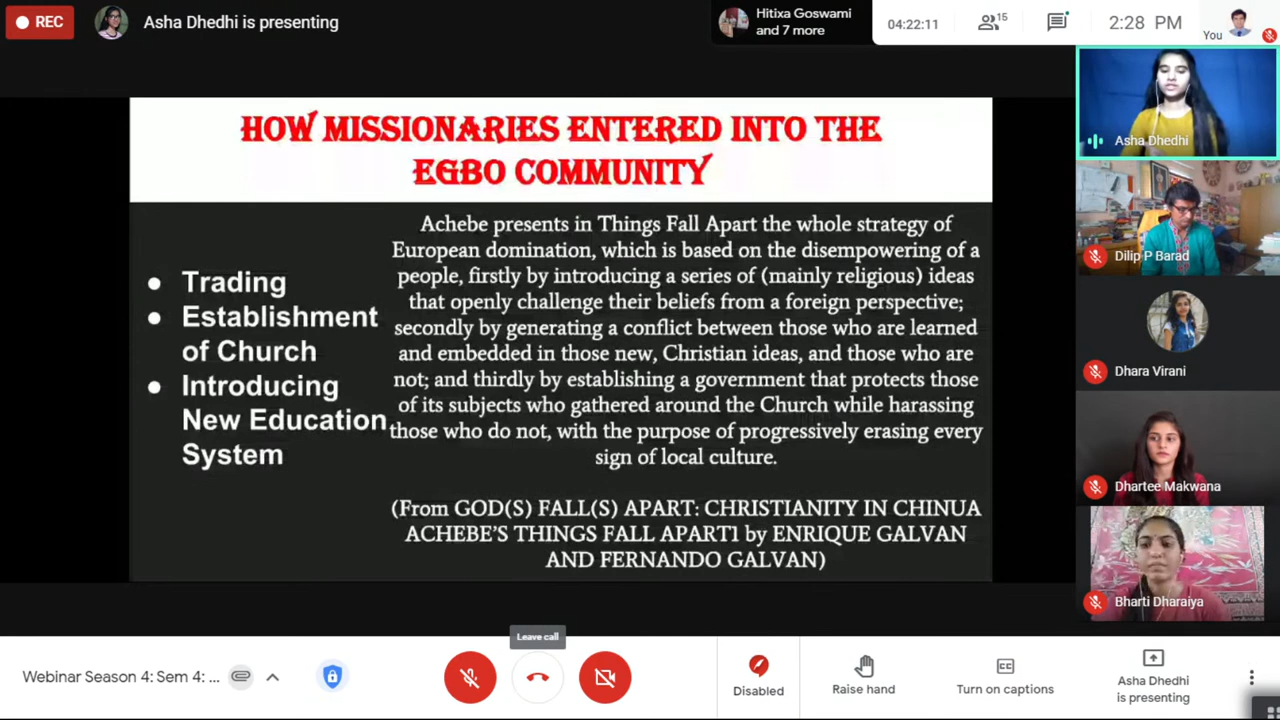 REC
Asha Dhedhi is presenting
Hitixa Goswami
and 7 more
04:22:11
15
2:28 PM
You
HOW MISSIONARIES ENTERED INTO THE
EGBO COMMUNITY
● Trading
● Establishment
of Church
● Introducing
New Education
System
Achebe presents in Things Fall Apart the whole strategy of
European domination, which is based on the disempowering of a
people, firstly by introducing a series of (mainly religious) ideas
that openly challenge their beliefs from a foreign perspective;
secondly by generating a conflict between those who are learned
and embedded in those new, Christian ideas, and those who are
not; and thirdly by establishing a government that protects those
of its subjects who gathered around the Church while harassing
those who do not, with the purpose of progressively erasing every
sign of local culture.
(From GOD(S) FALL(S) APART: CHRISTIANITY IN CHINUA
ACHEBE'S THINGS FALL APART1 by ENRIQUE GALVAN
AND FERNANDO GALVAN)
Asha Dhedhi
Dilip P Barad
Dhara Virani
Dhartee Makwana
Bharti Dharaiya
Leave call
Webinar Season 4: Sem 4: ...
Disabled
Raise hand
CC
Turn on captions
Asha Dhedhi
is presenting